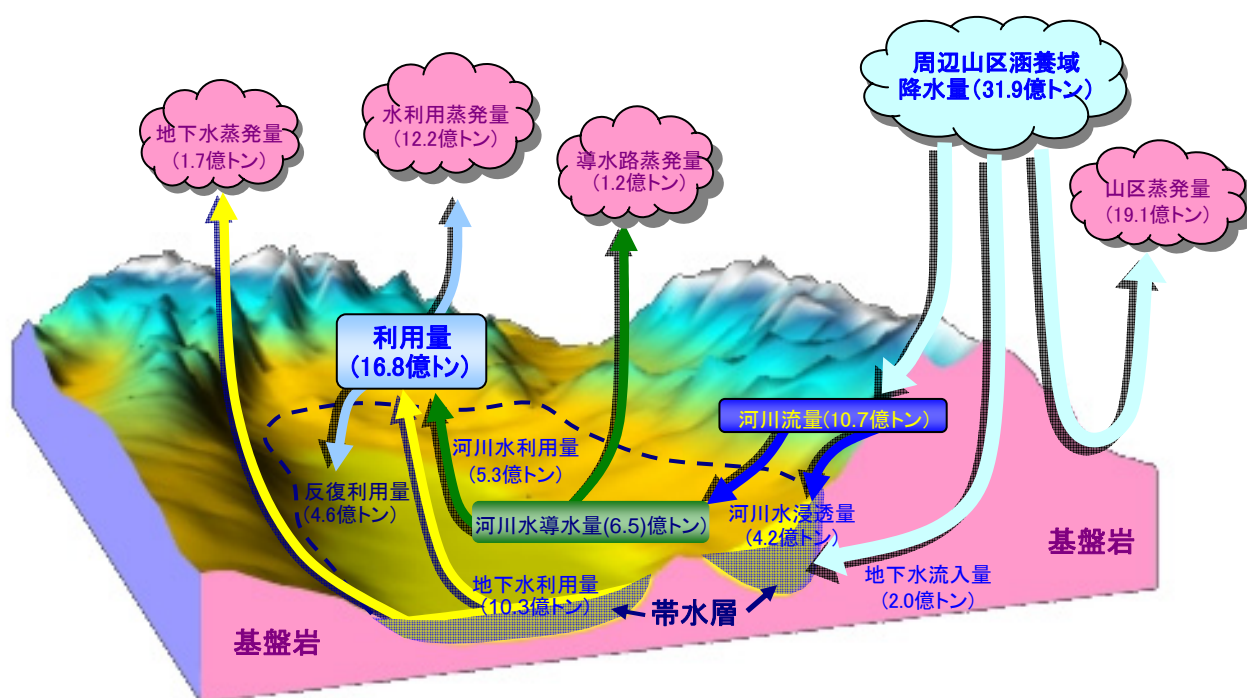 周辺山区涵養域
降水量(31.9億トン)
水利用蒸発量
(12.2億トン)
地下水蒸発量
(1.7億トン)
導水路蒸発量
(1.2億トン)
山区蒸発量
(19.1億トン)
利用量
(16.8億トン)
河川流量(10.7億トン)
河川水利用量
(5.3億トン)
反復利用量
(4.6億トン)
河川水導水量(6.5)億トン)
河川水浸透量
(4.2億トン)
基盤岩
地下水利用量
(10.3億トン)
地下水流入量
(2.0億トン)
帯水層
基盤岩